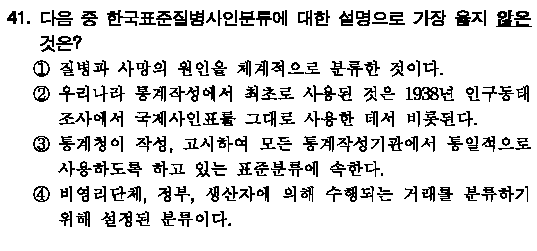 41. 다음 중 한국표준질병사인분류에 대한 설명으로 가장 옳지 않은
것은?
① 질병과 사망의 원인을 체계적으로 분류한 것이다.
② 우리나라 통계작성에서 최초로 사용된 것은 1938년 인구동태
조사에서 국제사인표를 그대로 사용한 데서 비롯된다.
③ 통계청이 작성, 고시하여 모든 통계작성기관에서 통일적으로
사용하도록 하고 있는 표준분류에 속한다.
④ 비영리단체, 정부, 생산자에 의해 수행되는 거래를 분류하기
위해 설정된 분류이다.